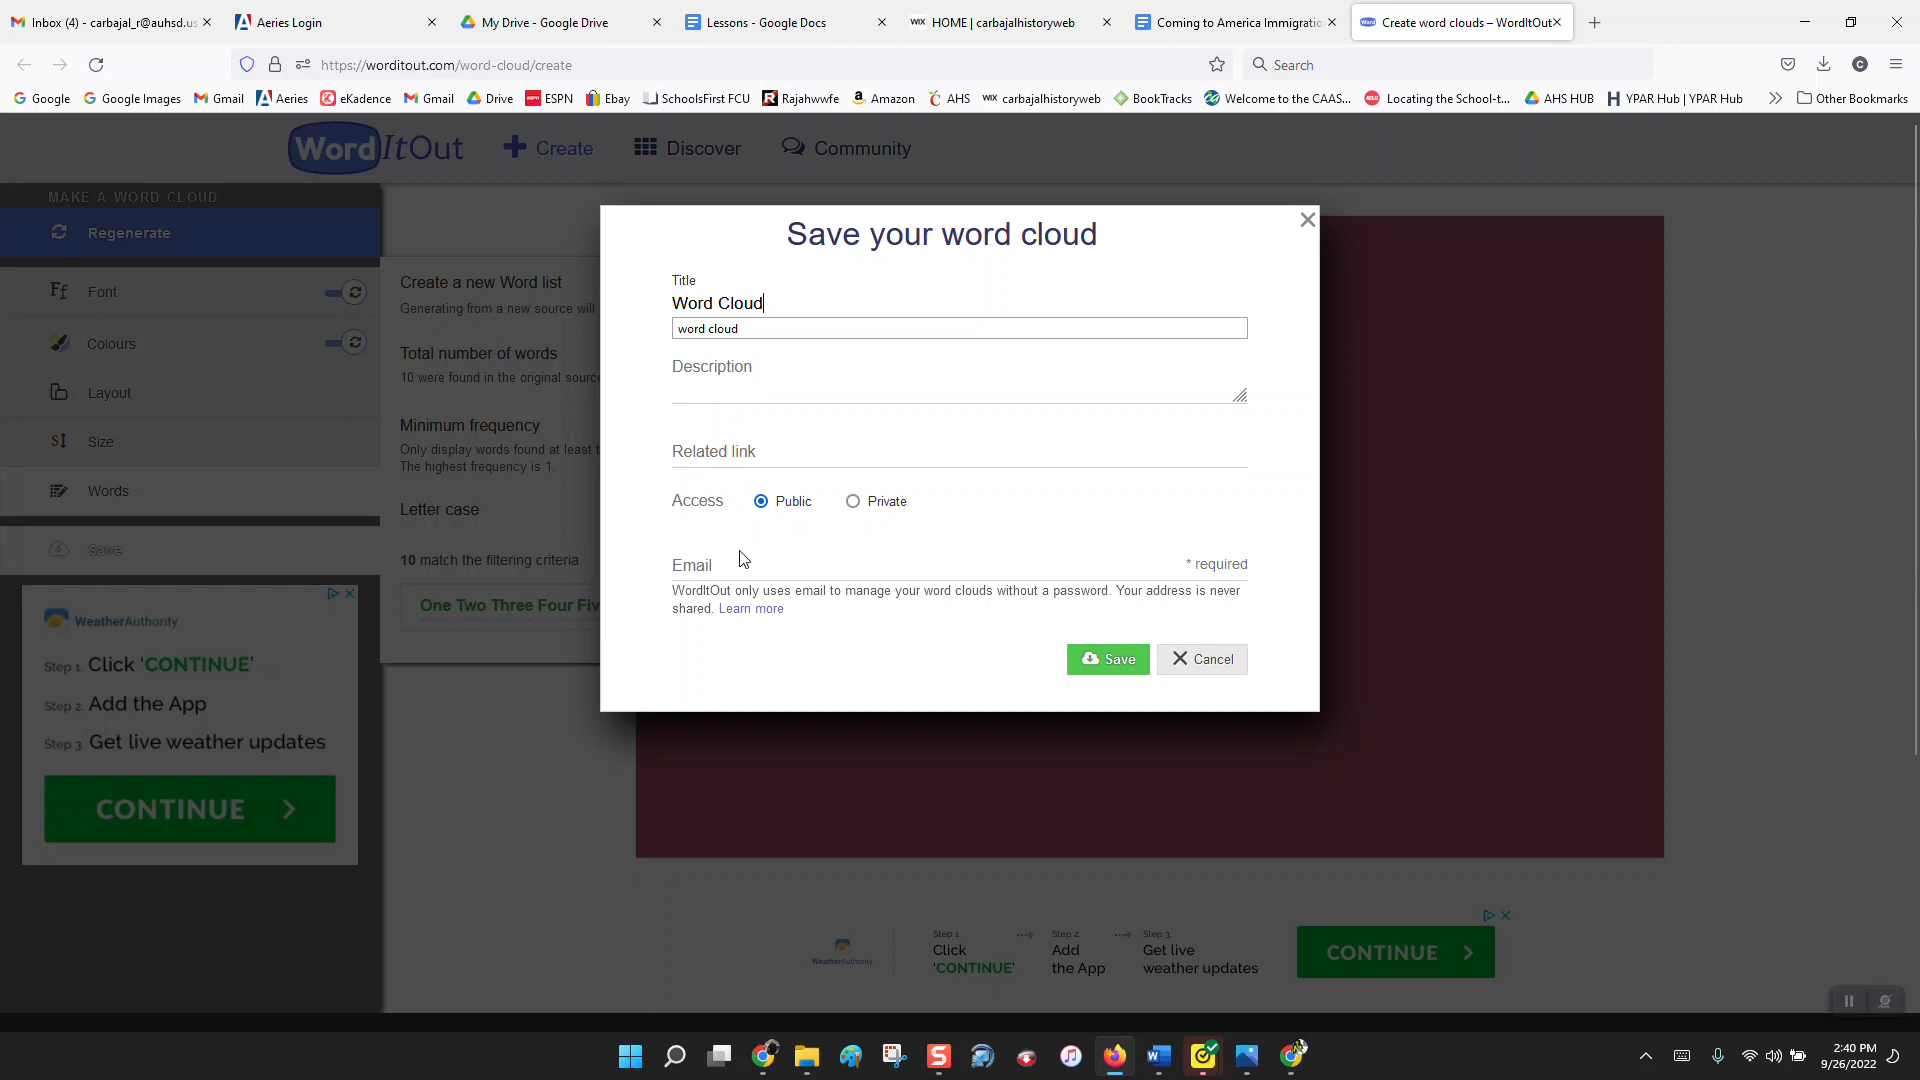 Inbox (4) - carbajal_r@auhsd.us
Aeries Login
My Drive - Google Drive
Lessons - Google Docs
WIX HOME | carbajalhistoryweb
Coming to America Immigratio
Create word clouds – WordItOut
https://worditout.com/word-cloud/create
Search
C
Google
Google Images
Gmail
Aeries
eKadence
Gmail
Drive
ESPN
Ebay
SchoolsFirst FCU
Rajahwwfe
Amazon
AHS
WIX carbajalhistoryweb
BookTracks
Welcome to the CAAS...
Locating the School-t...
AHS HUB
YPAR Hub | YPAR Hub
Other Bookmarks
WordItOut
Create
Discover
Community
MAKE A WORD CLOUD
Regenerate
Font
Colours
Layout
Size
Words
Save
Create a new Word list
Generating from a new source will
Total number of words
10 were found in the original source
Minimum frequency
Only display words found at least
The highest frequency is 1.
Letter case
10 match the filtering criteria.
One Two Three Four Fiv
Save your word cloud
Title
Word Cloud
word cloud
Description
Related link
Access
Public
Private
Email
* required
WordItOut only uses email to manage your word clouds without a password. Your address is never
shared. Learn more
Save
Cancel
WeatherAuthority
Step 1. Click 'CONTINUE'
Step 2. Add the App
Step 3. Get live weather updates
CONTINUE
WeatherAuthority
Step 1.
Click
'CONTINUE'
Step 2.
Add
the App
Step 3.
Get live
weather updates
CONTINUE
2:40 PM
9/26/2022